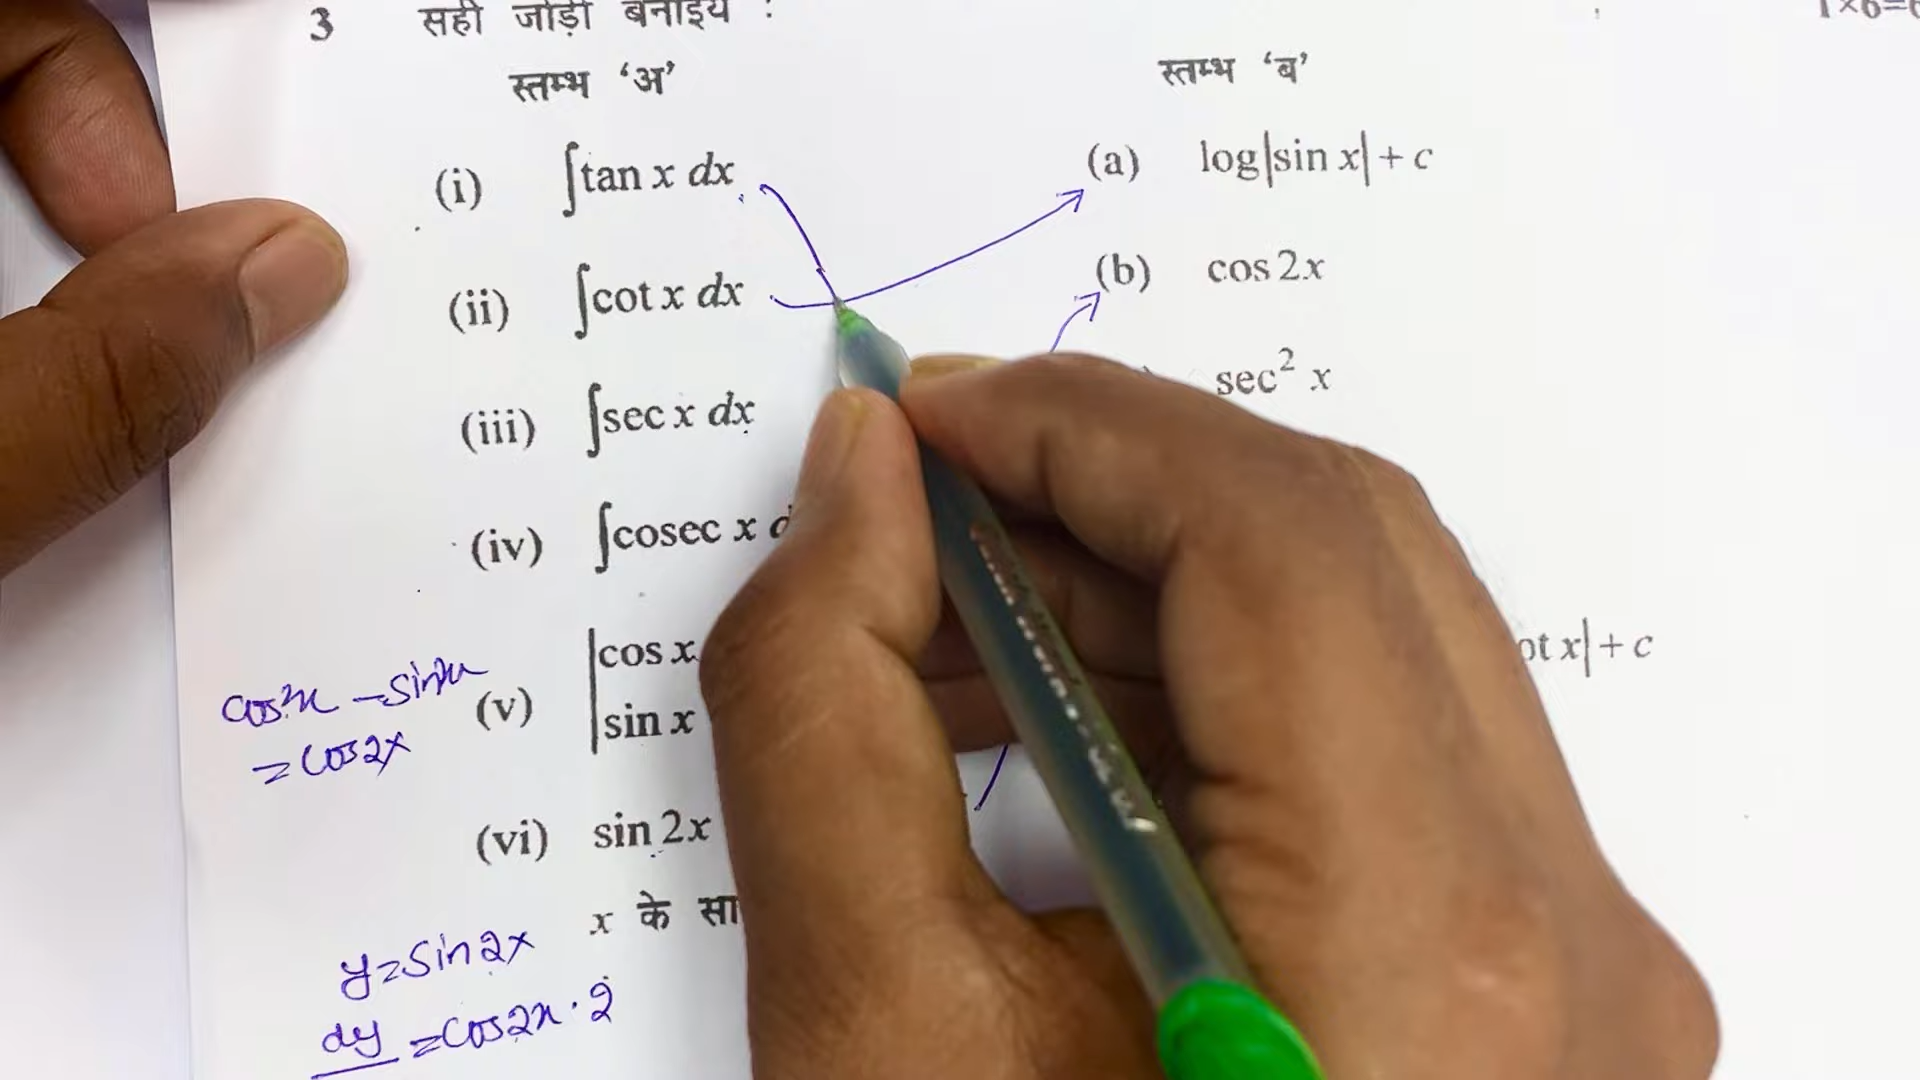 3 सही जोड़ी बनाइये :
स्तम्भ ‘अ’ स्तम्भ ‘ब’
(i) ∫tan x dx (a) log|sin x| + c
(ii) ∫cot x dx (b) cos 2x
sec² x
(iii) ∫sec x dx
(iv) ∫cosec x
ot x| + c
(v) |cos x
|sin x
cos²x - sin²x
= cos2x
(vi) sin 2x
x के सा
y = sin2x
dy = cos2x · 2